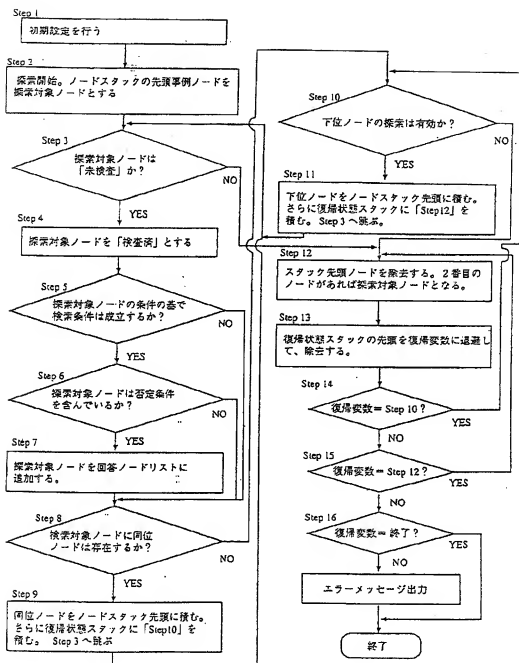 Step 1
初期設定を行う
Step 2
探索開始。ノードスタックの先頭事例ノードを
探索対象ノードとする
Step 3
探索対象ノードは
「未検査」か？
NO
YES
Step 4
探索対象ノードを「検査済」とする
Step 5
探索対象ノードの条件の基で
検索条件は成立するか？
NO
YES
Step 6
探索対象ノードは否定条件
を含んでいるか？
NO
YES
Step 7
探索対象ノードを回答ノードリストに
追加する。
Step 8
検索対象ノードに同位
ノードは存在するか？
NO
YES
Step 9
同位ノードをノードスタック先頭に積む。
さらに復帰状態スタックに「Step10」を
積む。 Step 3 へ跳ぶ
Step 10
下位ノードの探索は有効か？
NO
YES
Step 11
下位ノードをノードスタック先頭に積む。
さらに復帰状態スタックに「Step12」を
積む。 Step 3 へ跳ぶ。
Step 12
スタック先頭ノードを除去する。２番目の
ノードがあれば探索対象ノードとなる。
Step 13
復帰状態スタックの先頭を復帰変数に退避し
て、除去する。
Step 14
復帰変数＝ Step 10？
YES
NO
Step 15
復帰変数＝ Step 12？
YES
NO
Step 16
復帰変数＝終了？
YES
NO
エラーメッセージ出力
終了